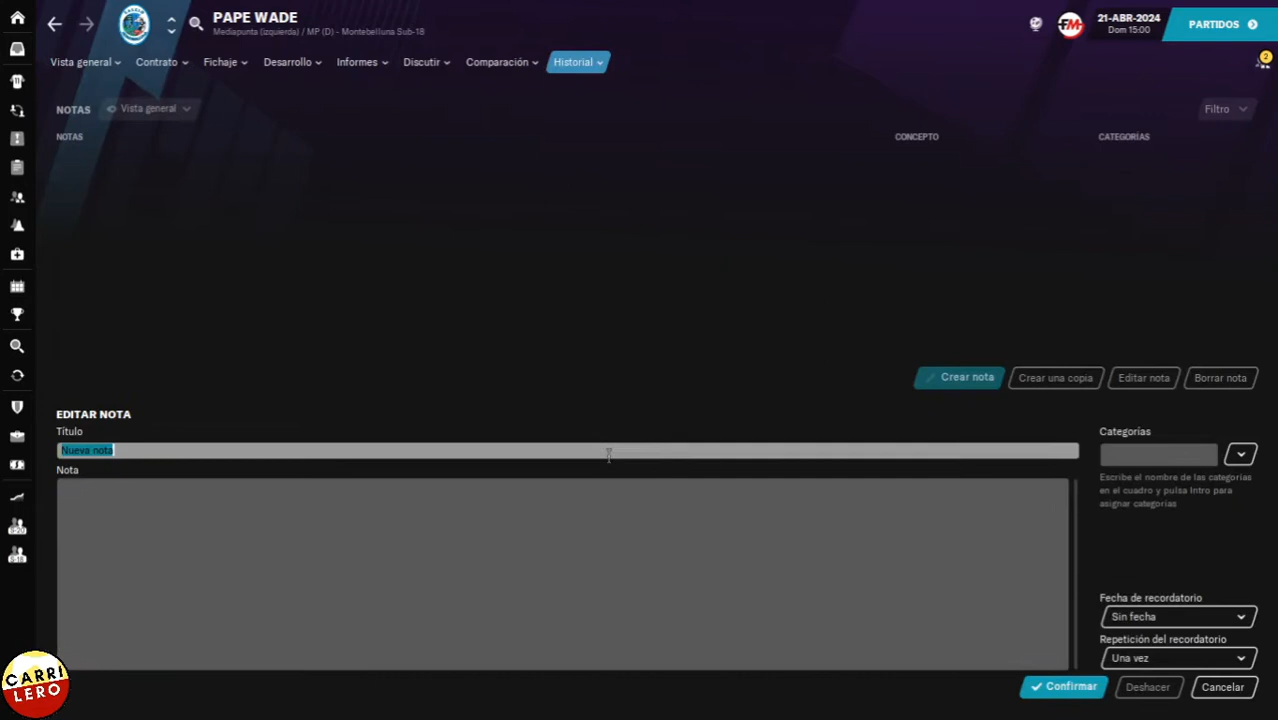 PAPE WADE
Mediapunta (izquierda) / MP (D) - Montebelluna Sub-18
FM
21-ABR-2024
Dom 15:00
PARTIDOS
Vista general
Contrato
Fichaje
Desarrollo
Informes
Discutir
Comparación
Historial
2
NOTAS
Vista general
Filtro
NOTAS
CONCEPTO
CATEGORÍAS
Crear nota
Crear una copia
Editar nota
Borrar nota
EDITAR NOTA
Título
Categorías
Nueva nota
Nota
Escribe el nombre de las categorías
en el cuadro y pulsa Intro para
asignar categorías
Fecha de recordatorio
Sin fecha
Repetición del recordatorio
Una vez
Confirmar
Deshacer
Cancelar
CARRI
LERO